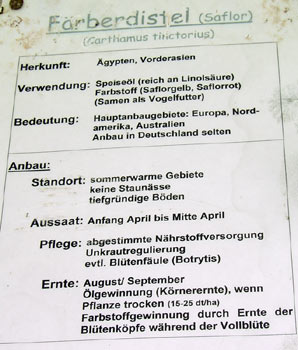 Färberdistel (Saflor)
(Carthamus tinctorius)
Herkunft: Ägypten, Vorderasien
Verwendung: Speiseöl (reich an Linolsäure)
Farbstoff (Saflorgelb, Saflorrot)
(Samen als Vogelfutter)
Bedeutung: Hauptanbaugebiete: Europa, Nord-
amerika, Australien
Anbau in Deutschland selten
Anbau:
Standort: sommerwarme Gebiete
keine Staunässe
tiefgründige Böden
Aussaat: Anfang April bis Mitte April
Pflege: abgestimmte Nährstoffversorgung
Unkrautregulierung
evtl. Blütenfäule (Botrytis)
Ernte: August/ September
Ölgewinnung (Körnerernte), wenn
Pflanze trocken (15-25 dt/ha)
Farbstoffgewinnung durch Ernte der
Blütenköpfe während der Vollblüte